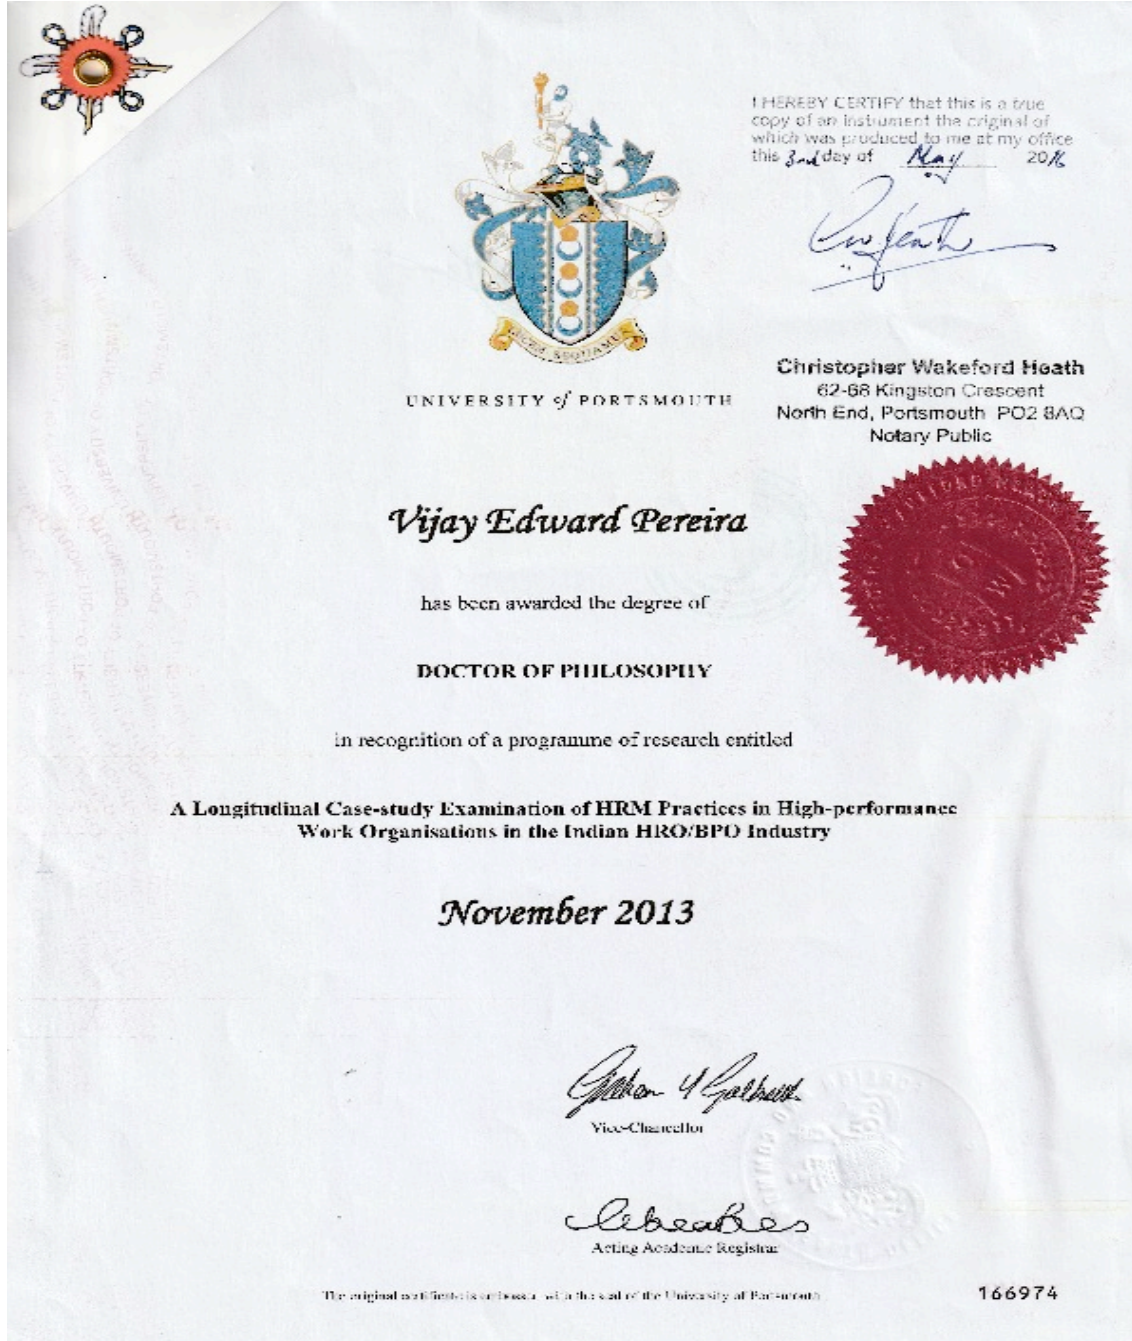 I HEREBY CERTIFY that this is a true
copy of an instrument the original of
which was produced to me at my office
this 3rd day of May 2016
LUCEM SEQUAMUR
UNIVERSITY of PORTSMOUTH
Christopher Wakeford Heath
62-68 Kingston Crescent
North End, Portsmouth PO2 8AQ
Notary Public
Vijay Edward Pereira
has been awarded the degree of
DOCTOR OF PHILOSOPHY
in recognition of a programme of research entitled
A Longitudinal Case-study Examination of HRM Practices in High-performance
Work Organisations in the Indian HRO/BPO Industry
November 2013
Vice-Chancellor
Acting Academic Registrar
The original certificate is embossed with the seal of the University of Portsmouth
166974